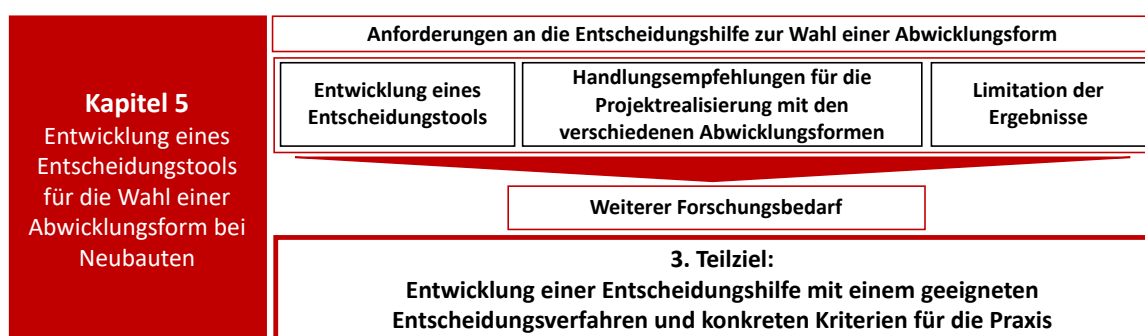 Kapitel 5
Entwicklung eines
Entscheidungstools
für die Wahl einer
Abwicklungsform bei
Neubauten
Anforderungen an die Entscheidungshilfe zur Wahl einer Abwicklungsform
Entwicklung eines
Entscheidungstools
Handlungsempfehlungen für die
Projektrealisierung mit den
verschiedenen Abwicklungsformen
Limitation der
Ergebnisse
Weiterer Forschungsbedarf
3. Teilziel:
Entwicklung einer Entscheidungshilfe mit einem geeigneten
Entscheidungsverfahren und konkreten Kriterien für die Praxis